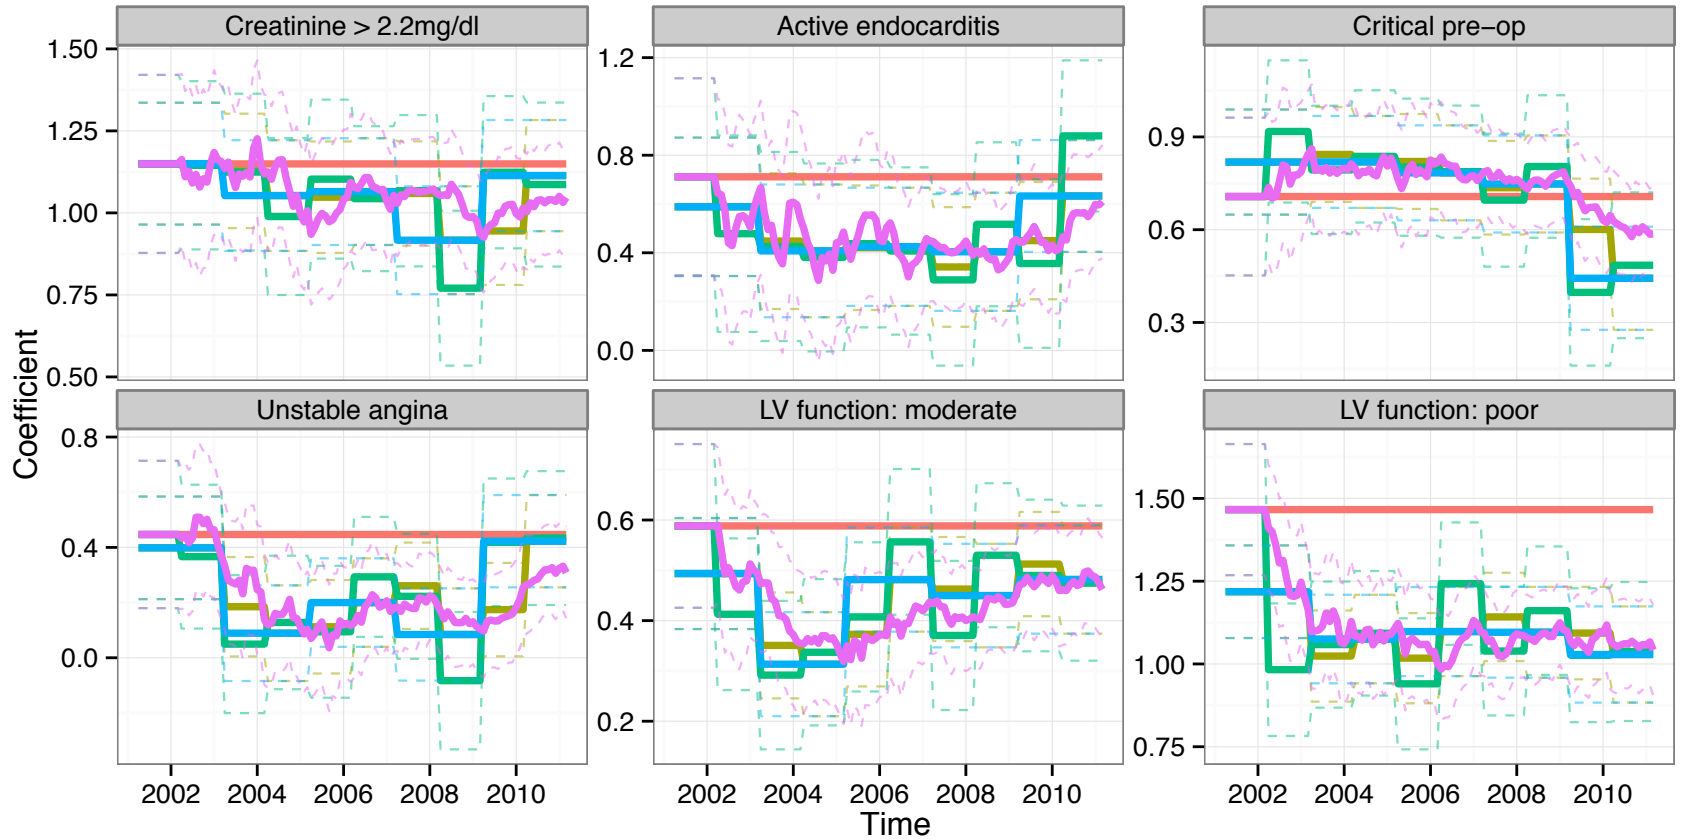 Creatinine > 2.2mg/dl
Active endocarditis
Critical pre−op
1.50
1.25
1.00
0.75
0.50
1.2
0.8
0.4
0.0
0.9
0.6
0.3
Coefficient
Unstable angina
LV function: moderate
LV function: poor
0.8
0.4
0.0
0.6
0.4
0.2
1.50
1.25
1.00
0.75
2002 2004 2006 2008 2010
2002 2004 2006 2008 2010
2002 2004 2006 2008 2010
Time